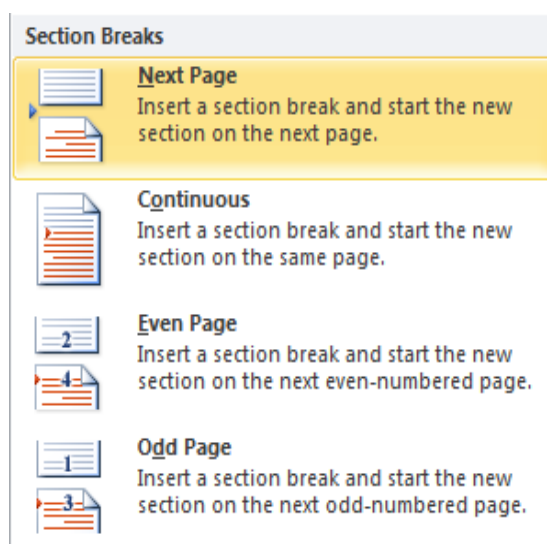 Section Breaks
Next Page
Insert a section break and start the new
section on the next page.
Continuous
Insert a section break and start the new
section on the same page.
Even Page
2
Insert a section break and start the new
4
section on the next even-numbered page.
Odd Page
1
Insert a section break and start the new
3
section on the next odd-numbered page.